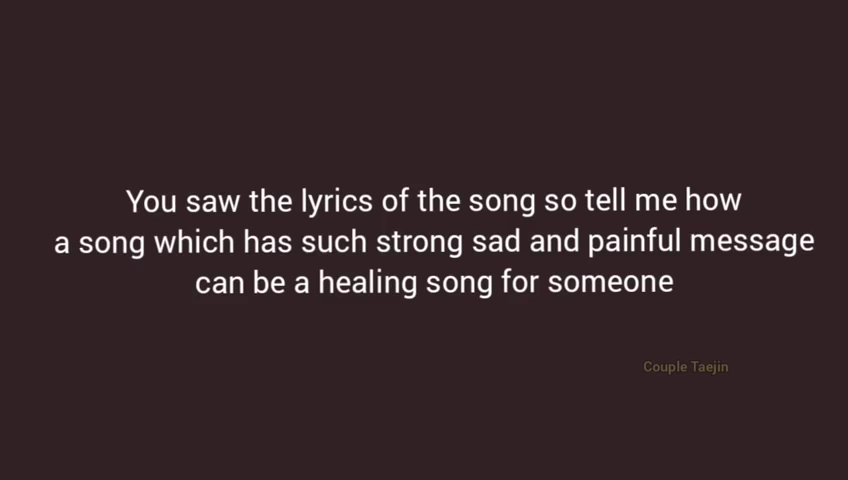 You saw the lyrics of the song so tell me how
a song which has such strong sad and painful message
can be a healing song for someone
Couple Taejin